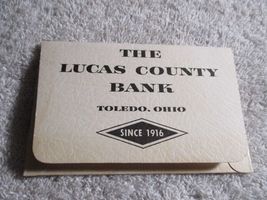 THE
LUCAS COUNTY
BANK
TOLEDO, OHIO
SINCE 1916